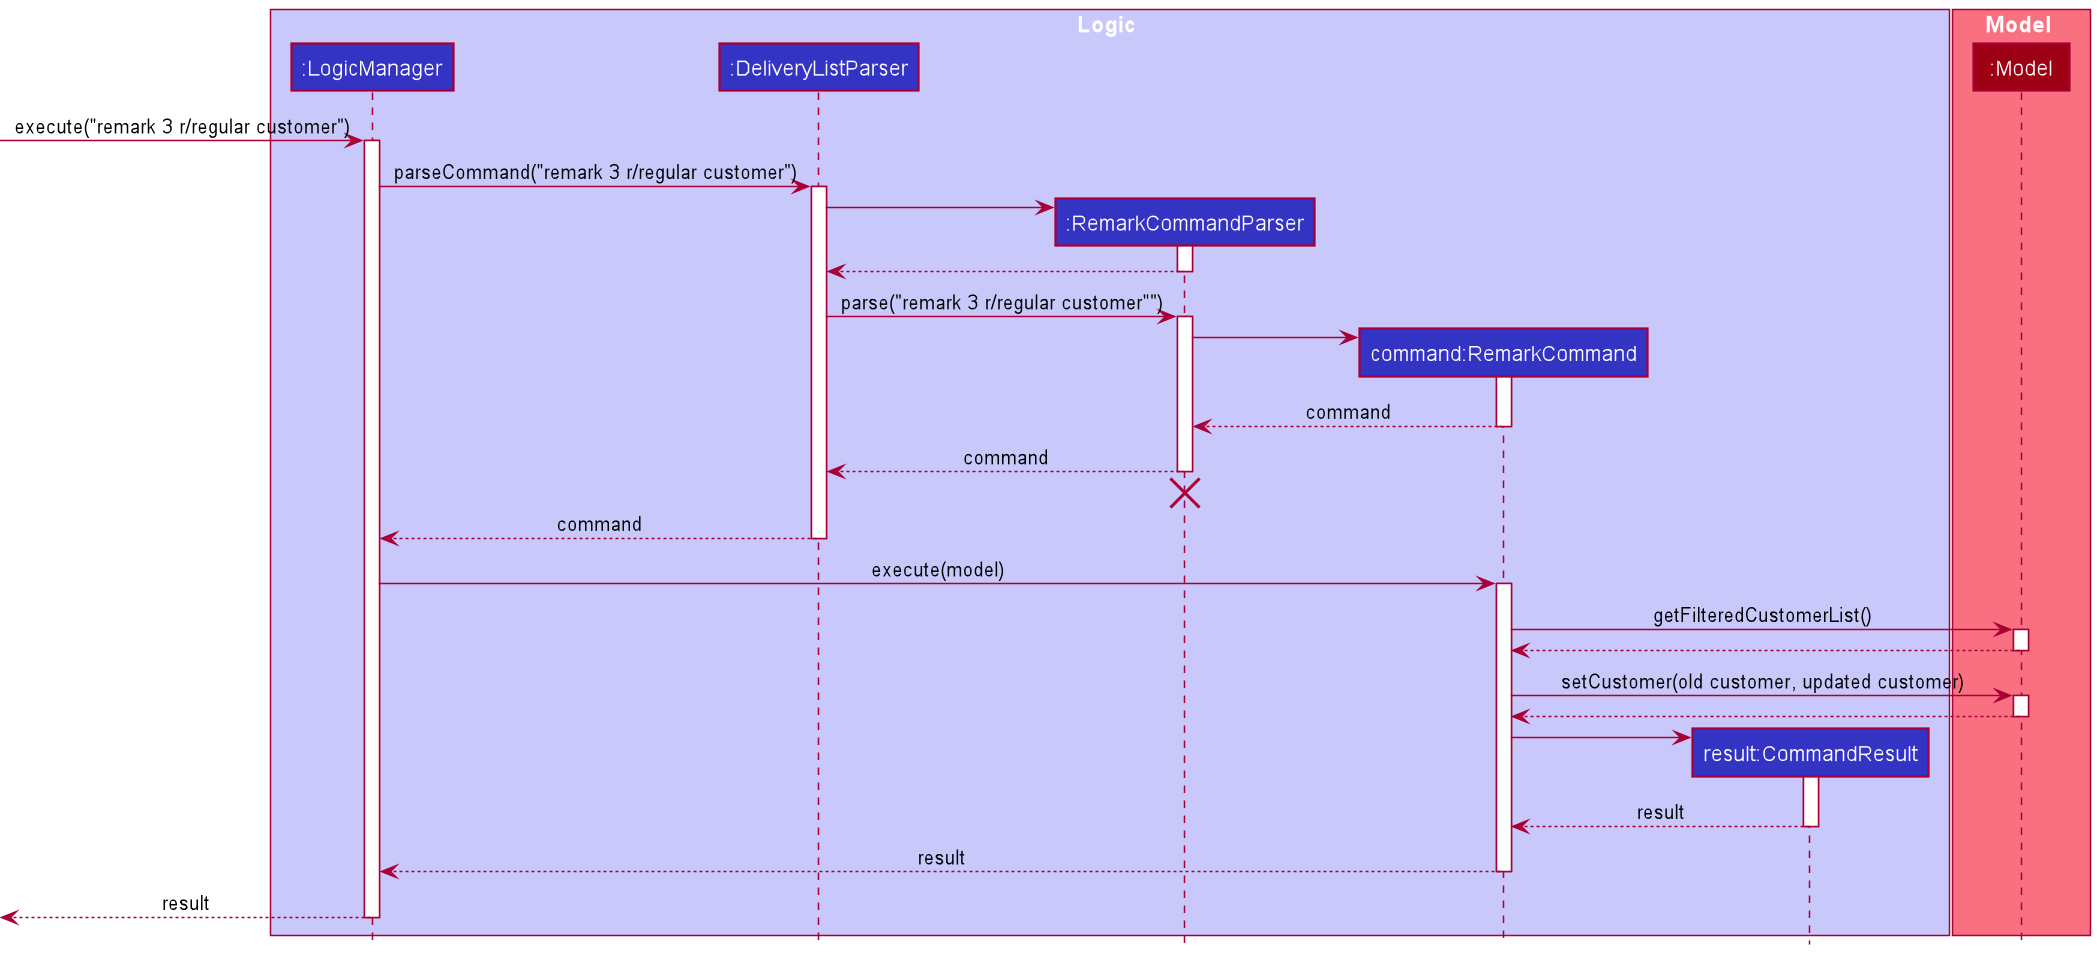 Logic
Model
:LogicManager
:DeliveryListParser
:Model
execute("remark 3 r/regular customer")
parseCommand("remark 3 r/regular customer")
:RemarkCommandParser
parse("remark 3 r/regular customer"")
command:RemarkCommand
command
command
command
execute(model)
getFilteredCustomerList()
setCustomer(old customer, updated customer)
result:CommandResult
result
result
result